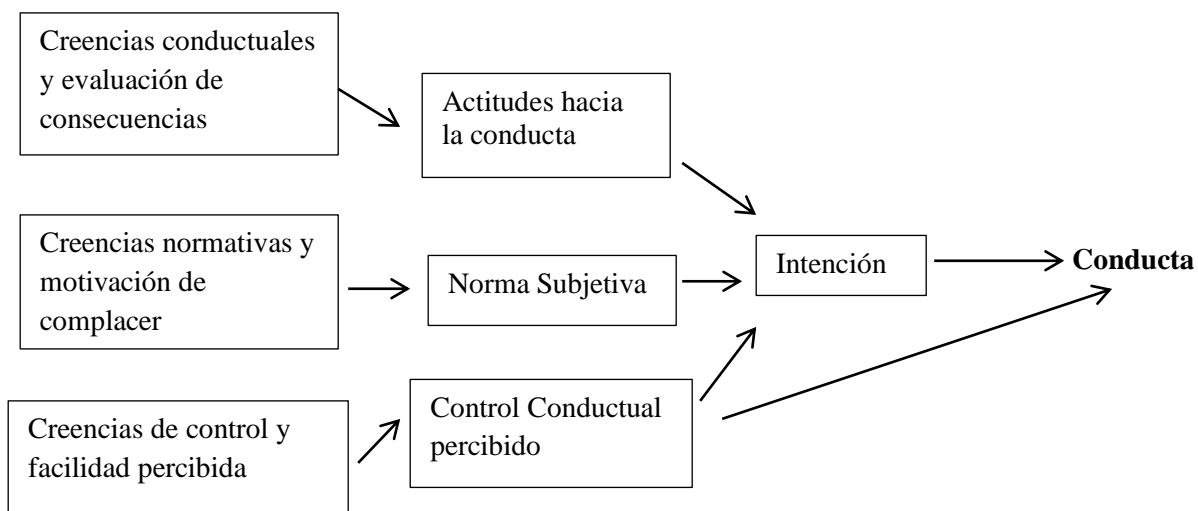 Creencias conductuales
y evaluación de
consecuencias
Actitudes hacia
la conducta
Creencias normativas y
motivación de
complacer
Norma Subjetiva
Intención
Conducta
Creencias de control y
facilidad percibida
Control Conductual
percibido